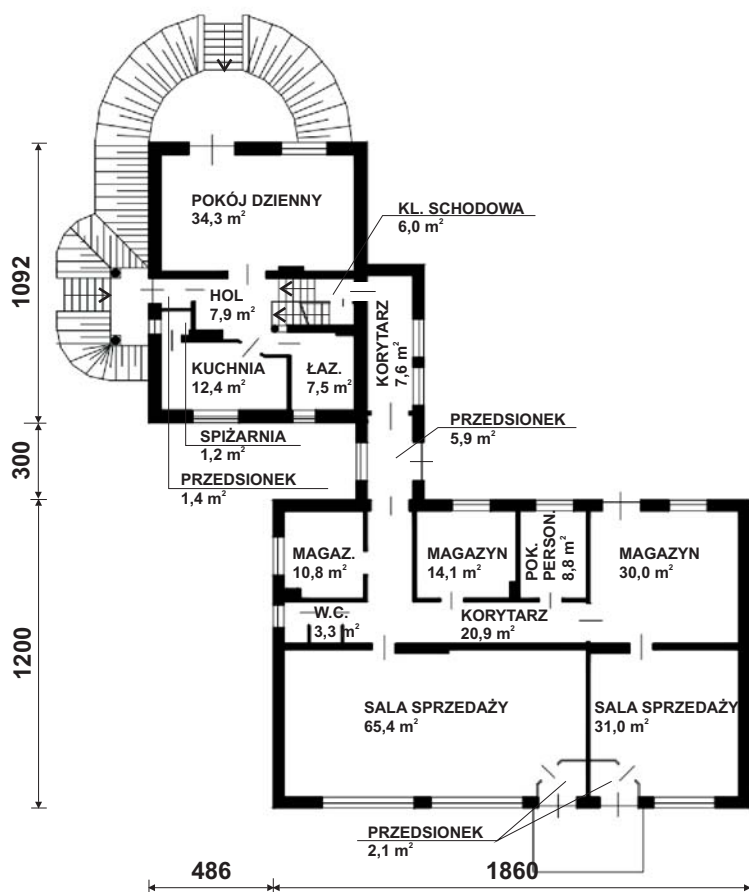 POKÓJ DZIENNY
34,3 m²
KL. SCHODOWA
6,0 m²
1092
HOL
7,9 m²
KORYTARZ
7,6 m²
KUCHNIA
12,4 m²
ŁAZ.
7,5 m²
PRZEDSIONEK
5,9 m²
SPIŻARNIA
1,2 m²
300
PRZEDSIONEK
1,4 m²
MAGAZ.
10,8 m²
MAGAZYN
14,1 m²
POK.
PERSON.
8,8 m²
MAGAZYN
30,0 m²
W.C.
3,3 m²
KORYTARZ
20,9 m²
1200
SALA SPRZEDAŻY
65,4 m²
SALA SPRZEDAŻY
31,0 m²
PRZEDSIONEK
2,1 m²
486
1860